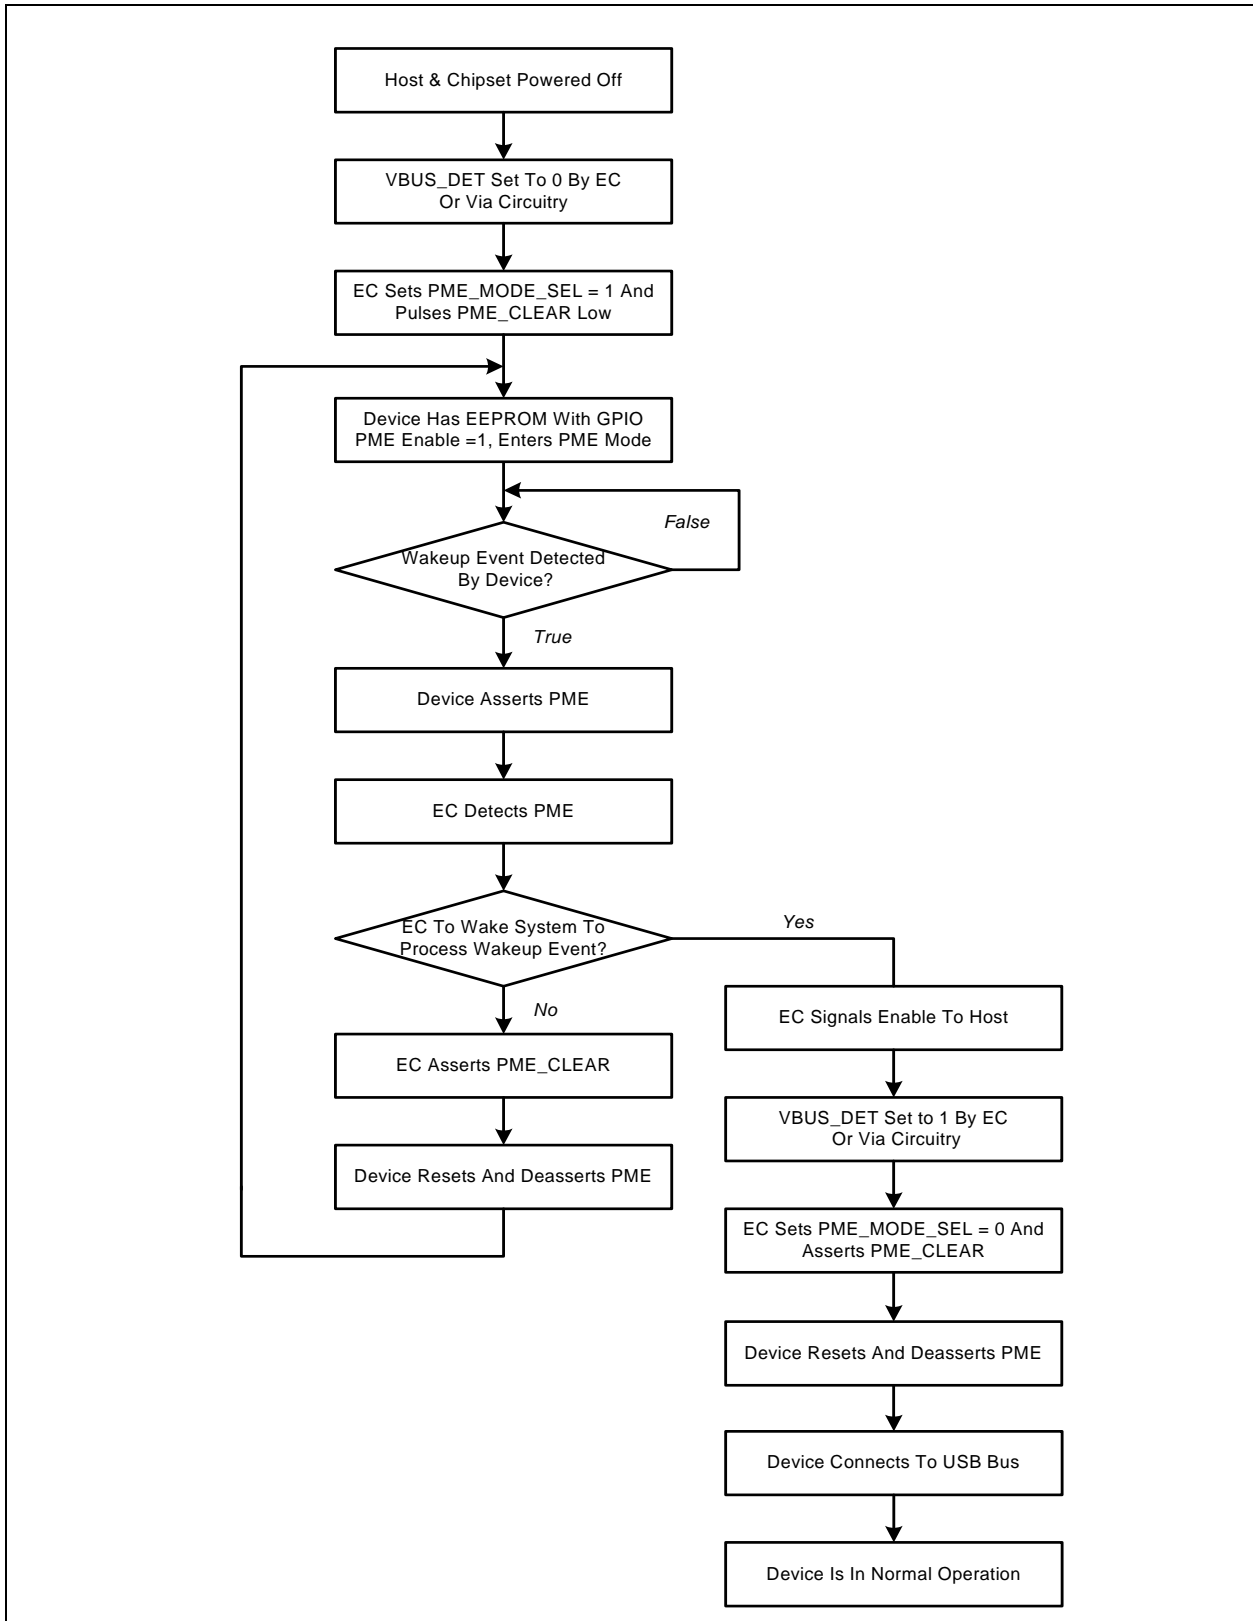 Host & Chipset Powered Off
VBUS_DET Set To 0 By EC
Or Via Circuitry
EC Sets PME_MODE_SEL = 1 And
Pulses PME_CLEAR Low
Device Has EEPROM With GPIO
PME Enable =1, Enters PME Mode
False
Wakeup Event Detected
By Device?
True
Device Asserts PME
EC Detects PME
EC To Wake System To
Process Wakeup Event?
Yes
No
EC Asserts PME_CLEAR
Device Resets And Deasserts PME
EC Signals Enable To Host
VBUS_DET Set to 1 By EC
Or Via Circuitry
EC Sets PME_MODE_SEL = 0 And
Asserts PME_CLEAR
Device Resets And Deasserts PME
Device Connects To USB Bus
Device Is In Normal Operation